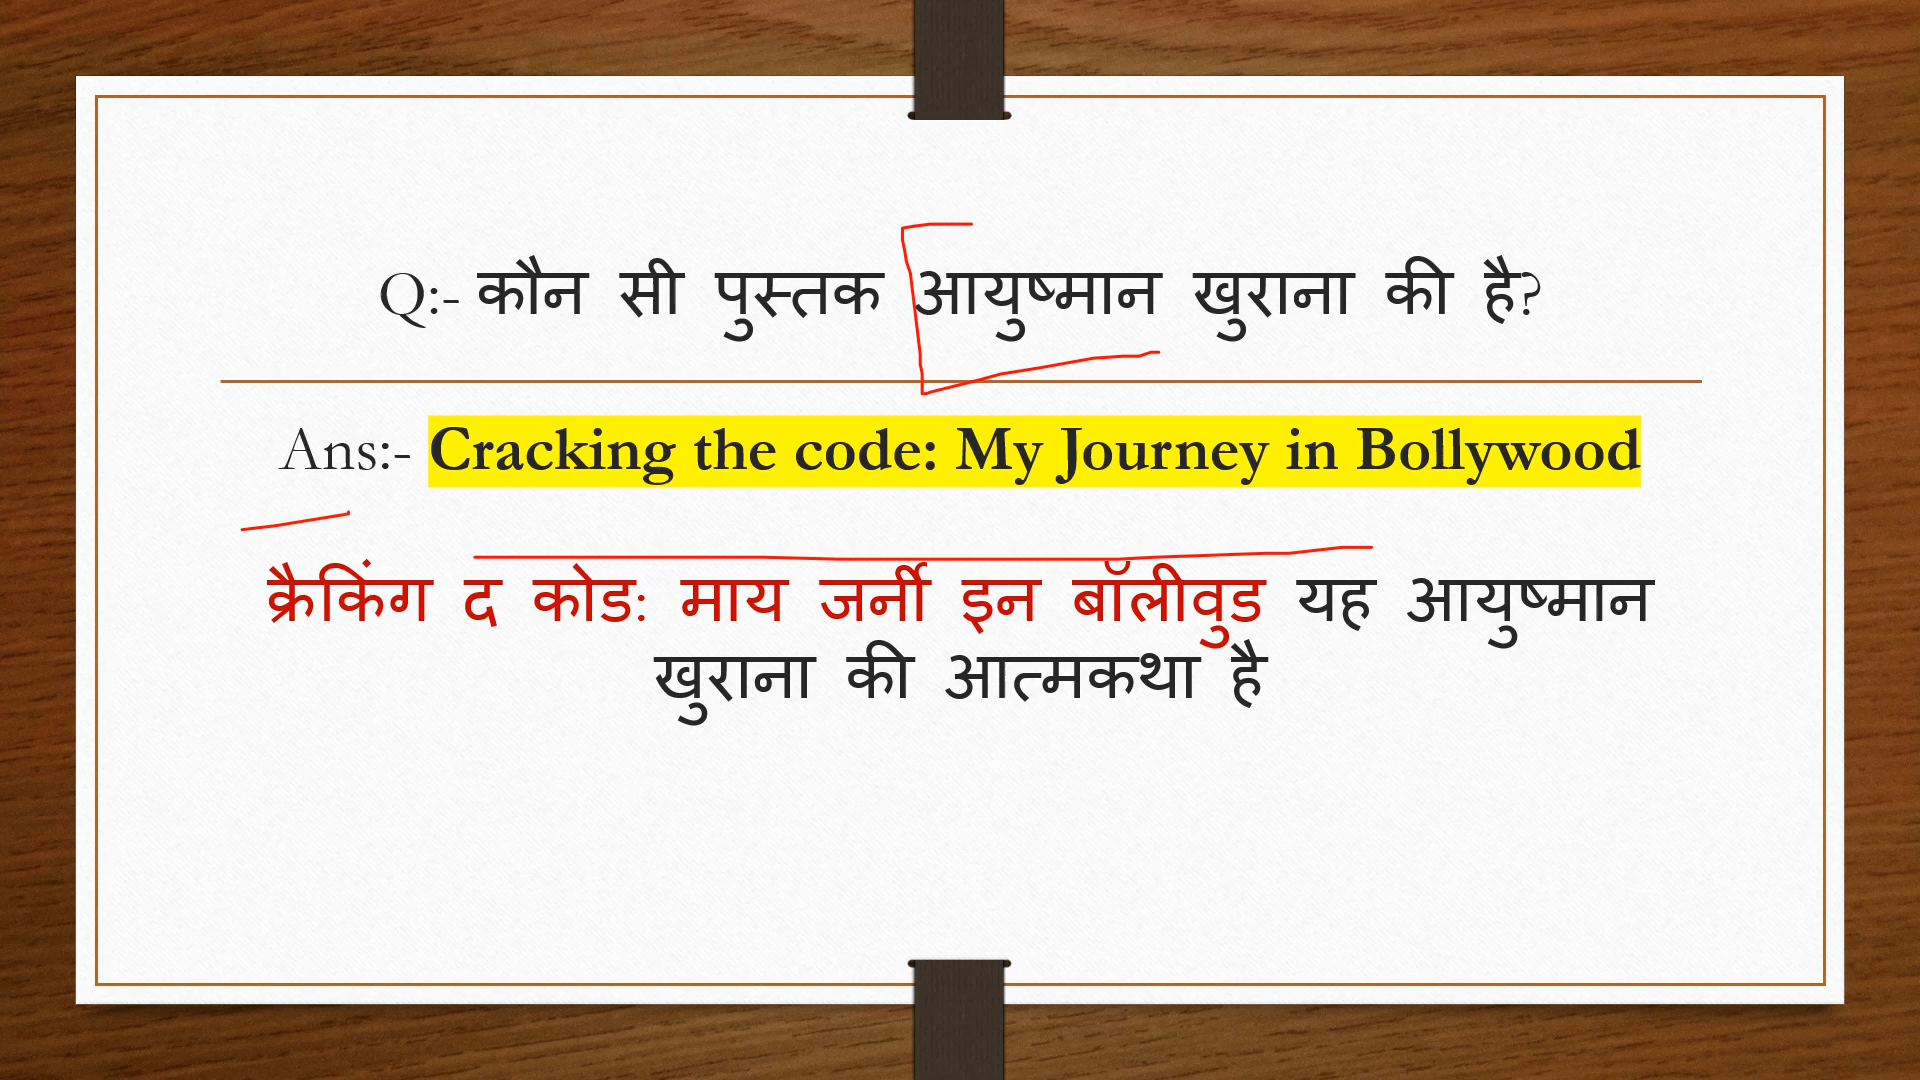 Q:- कौन सी पुस्तक आयुष्मान खुराना की है?
Ans:- Cracking the code: My Journey in Bollywood
क्रैकिंग द कोड: माय जर्नी इन बॉलीवुड यह आयुष्मान
खुराना की आत्मकथा है